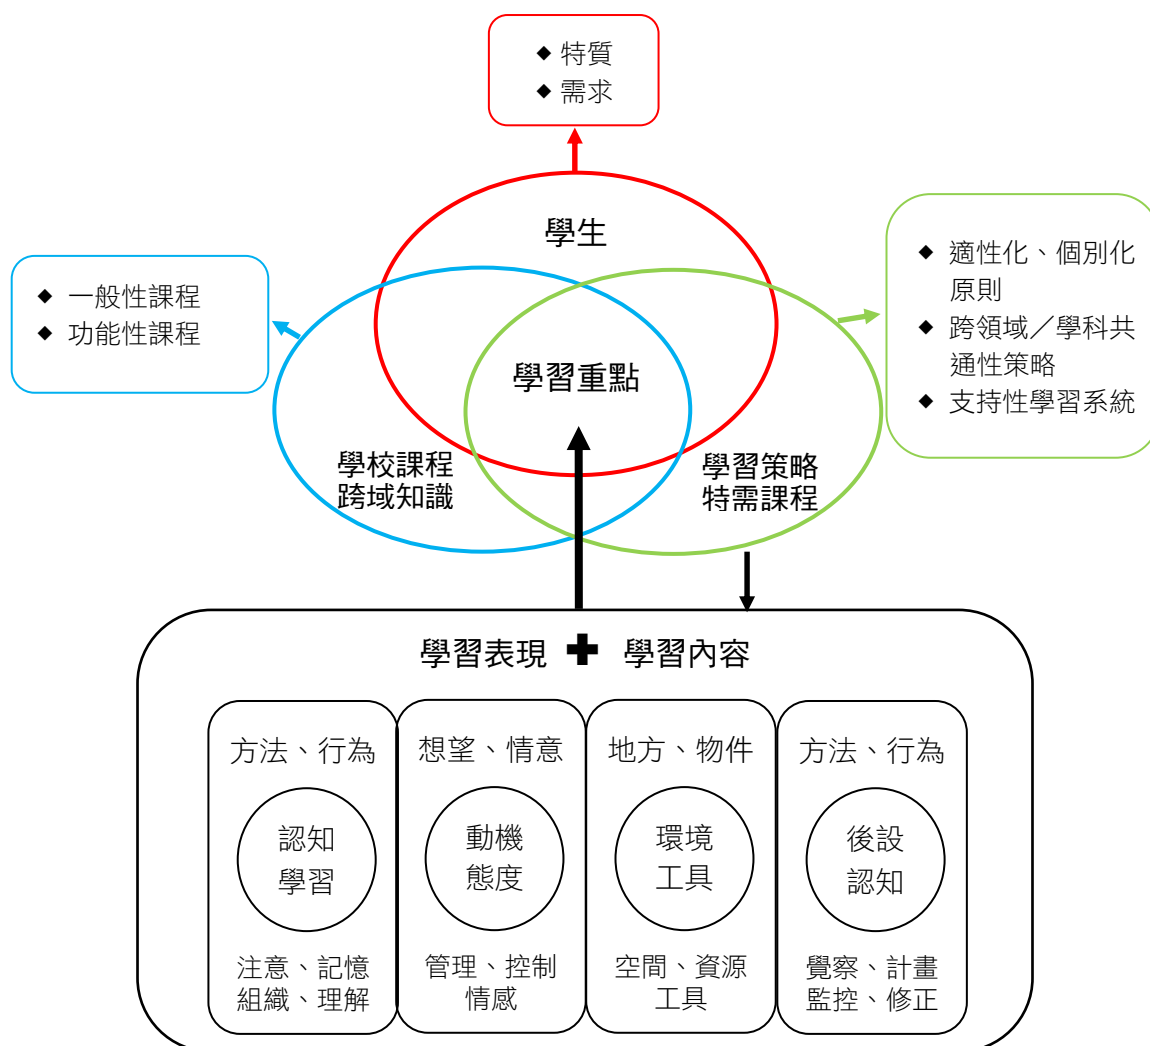 ◆ 特質
◆ 需求
學生
◆ 一般性課程
◆ 功能性課程
◆ 適性化、個別化
原則
◆ 跨領域／學科共
通性策略
◆ 支持性學習系統
學習重點
學校課程
跨域知識
學習策略
特需課程
學習表現 ✚ 學習內容
方法、行為
認知
學習
注意、記憶
組織、理解
想望、情意
動機
態度
管理、控制
情感
地方、物件
環境
工具
空間、資源
工具
方法、行為
後設
認知
覺察、計畫
監控、修正